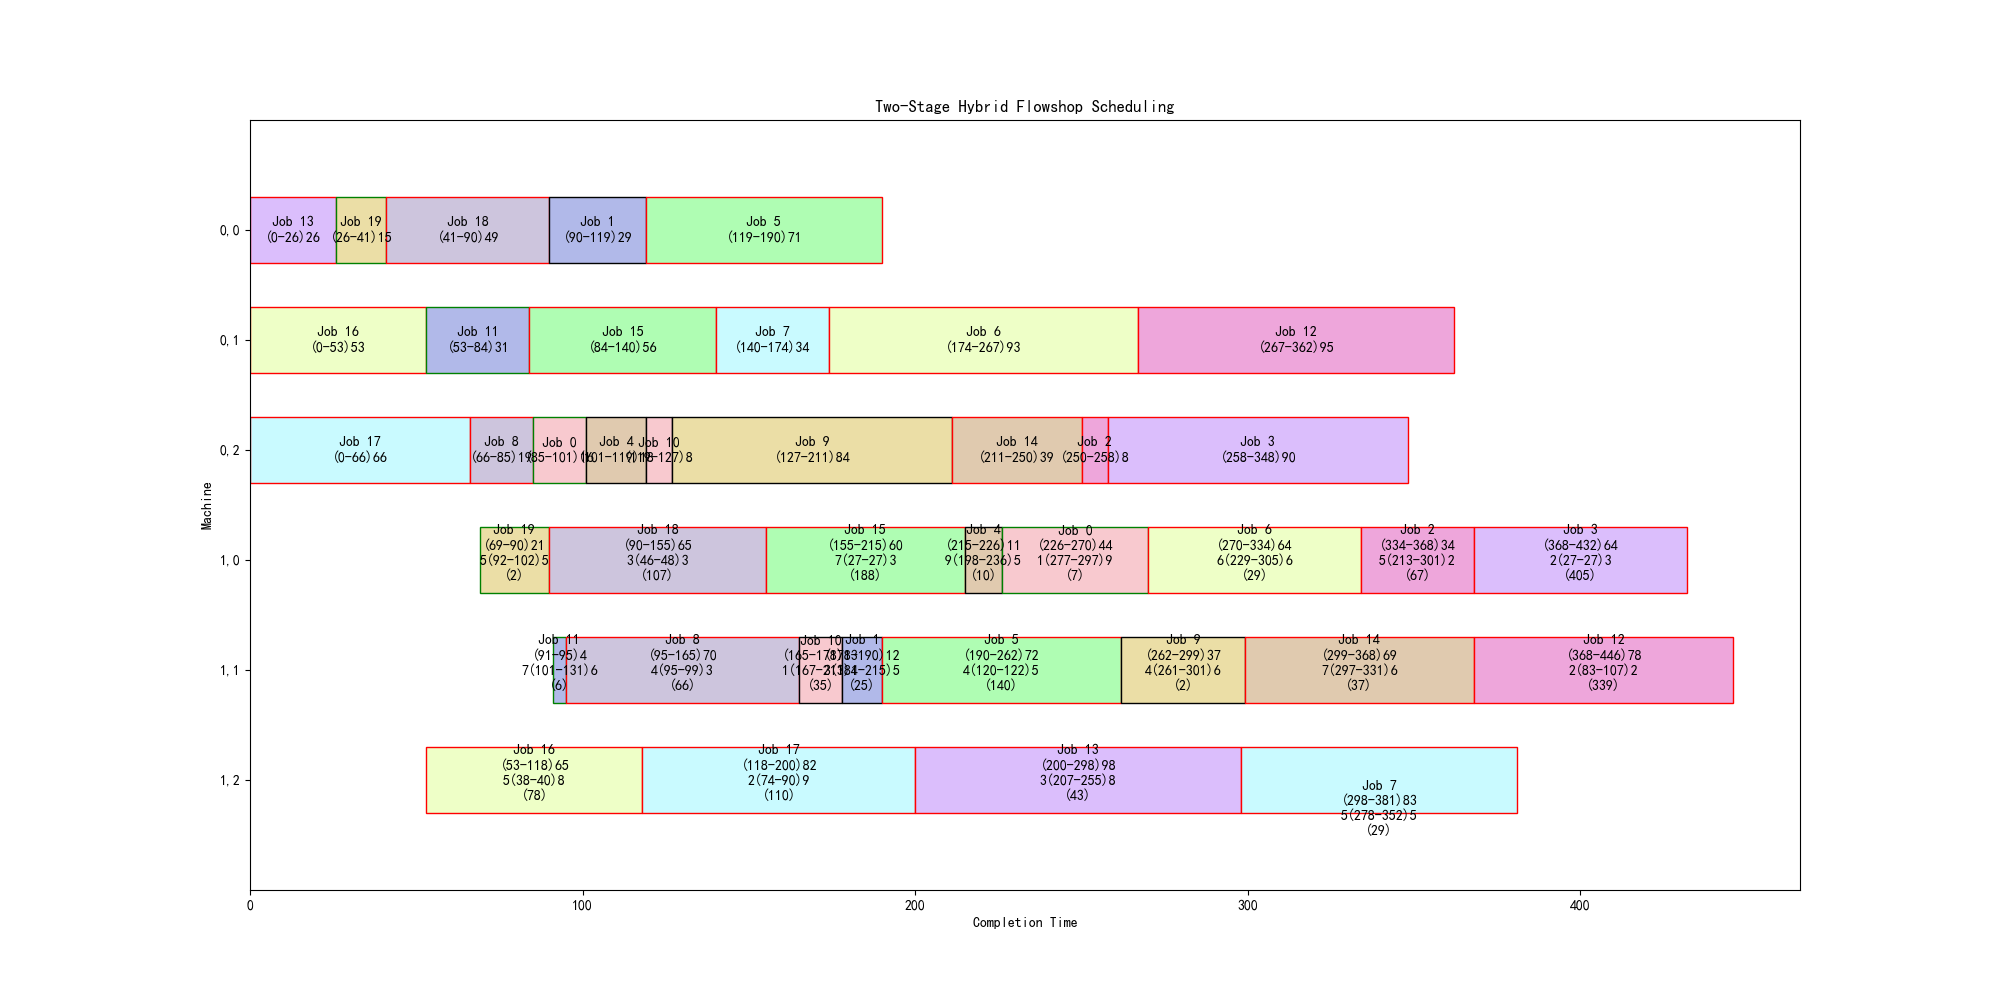 Two-Stage Hybrid Flowshop Scheduling
Machine
0,0
Job 13
(0-26)26
Job 19
(26-41)15
Job 18
(41-90)49
Job 1
(90-119)29
Job 5
(119-190)71
0,1
Job 16
(0-53)53
Job 11
(53-84)31
Job 15
(84-140)56
Job 7
(140-174)34
Job 6
(174-267)93
Job 12
(267-362)95
0,2
Job 17
(0-66)66
Job 8
(66-85)19
Job 0
(85-101)16
Job 4
(101-119)18
Job 10
(119-127)8
Job 9
(127-211)84
Job 14
(211-250)39
Job 2
(250-258)8
Job 3
(258-348)90
1,0
Job 19
(69-90)21
5(92-102)5
(2)
Job 18
(90-155)65
3(46-48)3
(107)
Job 15
(155-215)60
7(27-27)3
(188)
Job 4
(215-226)11
9(198-236)5
(10)
Job 0
(226-270)44
1(277-297)9
(7)
Job 6
(270-334)64
6(229-305)6
(29)
Job 2
(334-368)34
5(213-301)2
(67)
Job 3
(368-432)64
2(27-27)3
(405)
1,1
Job 11
(91-95)4
7(101-131)6
(6)
Job 8
(95-165)70
4(95-99)3
(66)
Job 10
(165-178)13
(35)
Job 1
(178-190)12
(25)
Job 5
(190-262)72
4(120-122)5
(140)
Job 9
(262-299)37
4(261-301)6
(2)
Job 14
(299-368)69
7(297-331)6
(37)
Job 12
(368-446)78
2(83-107)2
(339)
1,2
Job 16
(53-118)65
5(38-40)8
(78)
Job 17
(118-200)82
2(74-90)9
(110)
Job 13
(200-298)98
3(207-255)8
(43)
Job 7
(298-381)83
5(278-352)5
(29)
0
100
200
300
400
Completion Time